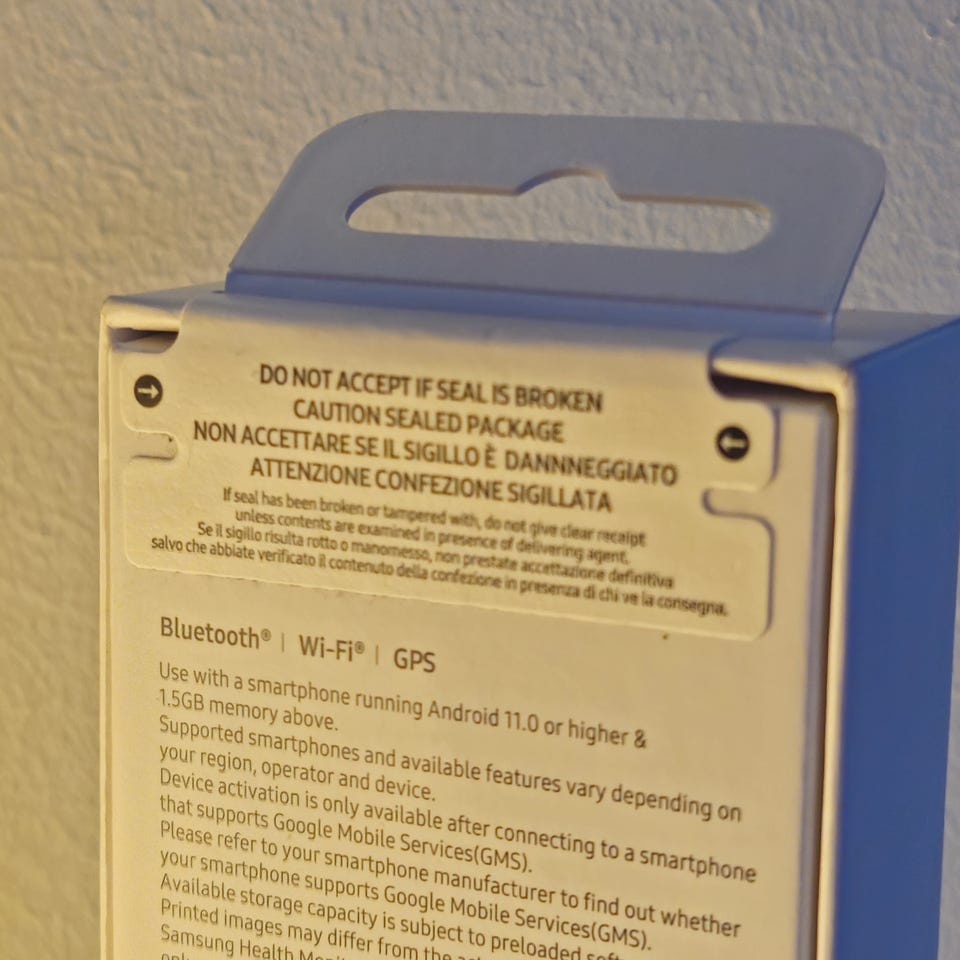 DO NOT ACCEPT IF SEAL IS BROKEN
CAUTION SEALED PACKAGE
NON ACCETTARE SE IL SIGILLO È DANNNEGGIATO
ATTENZIONE CONFEZIONE SIGILLATA
If seal has been broken or tampered with, do not give clear receipt
unless contents are examined in presence of delivering agent.
Se il sigillo risulta rotto o manomesso, non prestate accettazione definitiva
salvo che abbiate verificato il contenuto della confezione in presenza di chi ve la consegna.
Bluetooth® | Wi-Fi® | GPS
Use with a smartphone running Android 11.0 or higher &
1.5GB memory above.
Supported smartphones and available features vary depending on
your region, operator and device.
Device activation is only available after connecting to a smartphone
that supports Google Mobile Services(GMS).
Please refer to your smartphone manufacturer to find out whether
your smartphone supports Google Mobile Services(GMS).
Available storage capacity is subject to preloaded
Printed images may differ from the
Samsung Health